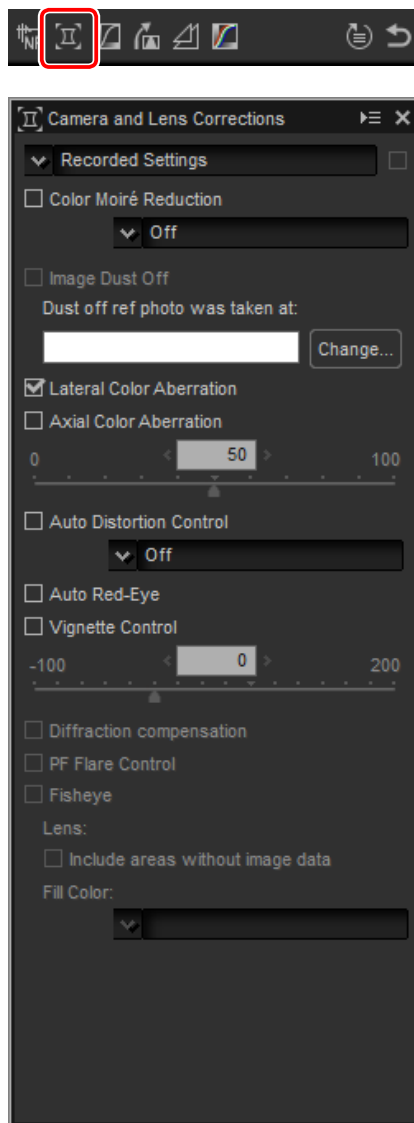 NR
Camera and Lens Corrections
Recorded Settings
Color Moiré Reduction
Off
Image Dust Off
Dust off ref photo was taken at:
Change...
Lateral Color Aberration
Axial Color Aberration
0 50 100
Auto Distortion Control
Off
Auto Red-Eye
Vignette Control
-100 0 200
Diffraction compensation
PF Flare Control
Fisheye
Lens:
Include areas without image data
Fill Color: